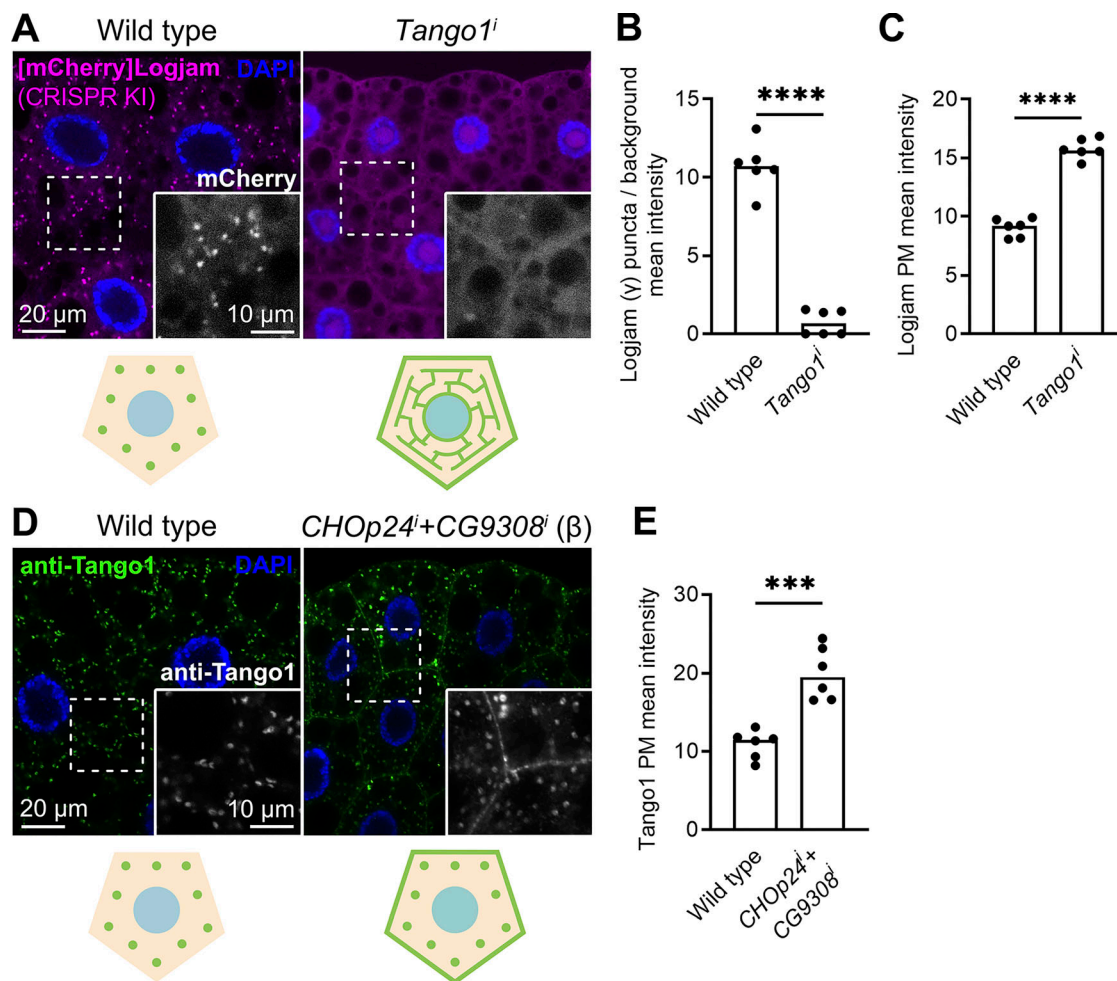 A
Wild type
Tango1ⁱ
[mCherry]Logjam DAPI
(CRISPR KI)
mCherry
20 µm
10 µm
B
Logjam (γ) puncta / background
mean intensity
15
10
5
0
****
Wild type
Tango1ⁱ
C
Logjam PM mean intensity
20
15
10
5
0
****
Wild type
Tango1ⁱ
D
Wild type
CHOp24ⁱ+CG9308ⁱ (β)
anti-Tango1 DAPI
anti-Tango1
20 µm
10 µm
E
Tango1 PM mean intensity
30
20
10
0
***
Wild type
CHOp24ⁱ+
CG9308ⁱ